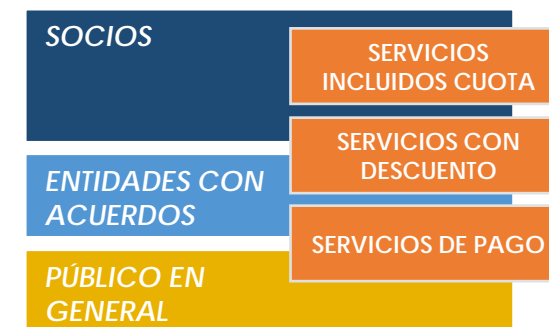 SOCIOS
SERVICIOS
INCLUIDOS CUOTA
SERVICIOS CON
DESCUENTO
ENTIDADES CON
ACUERDOS
SERVICIOS DE PAGO
PÚBLICO EN
GENERAL